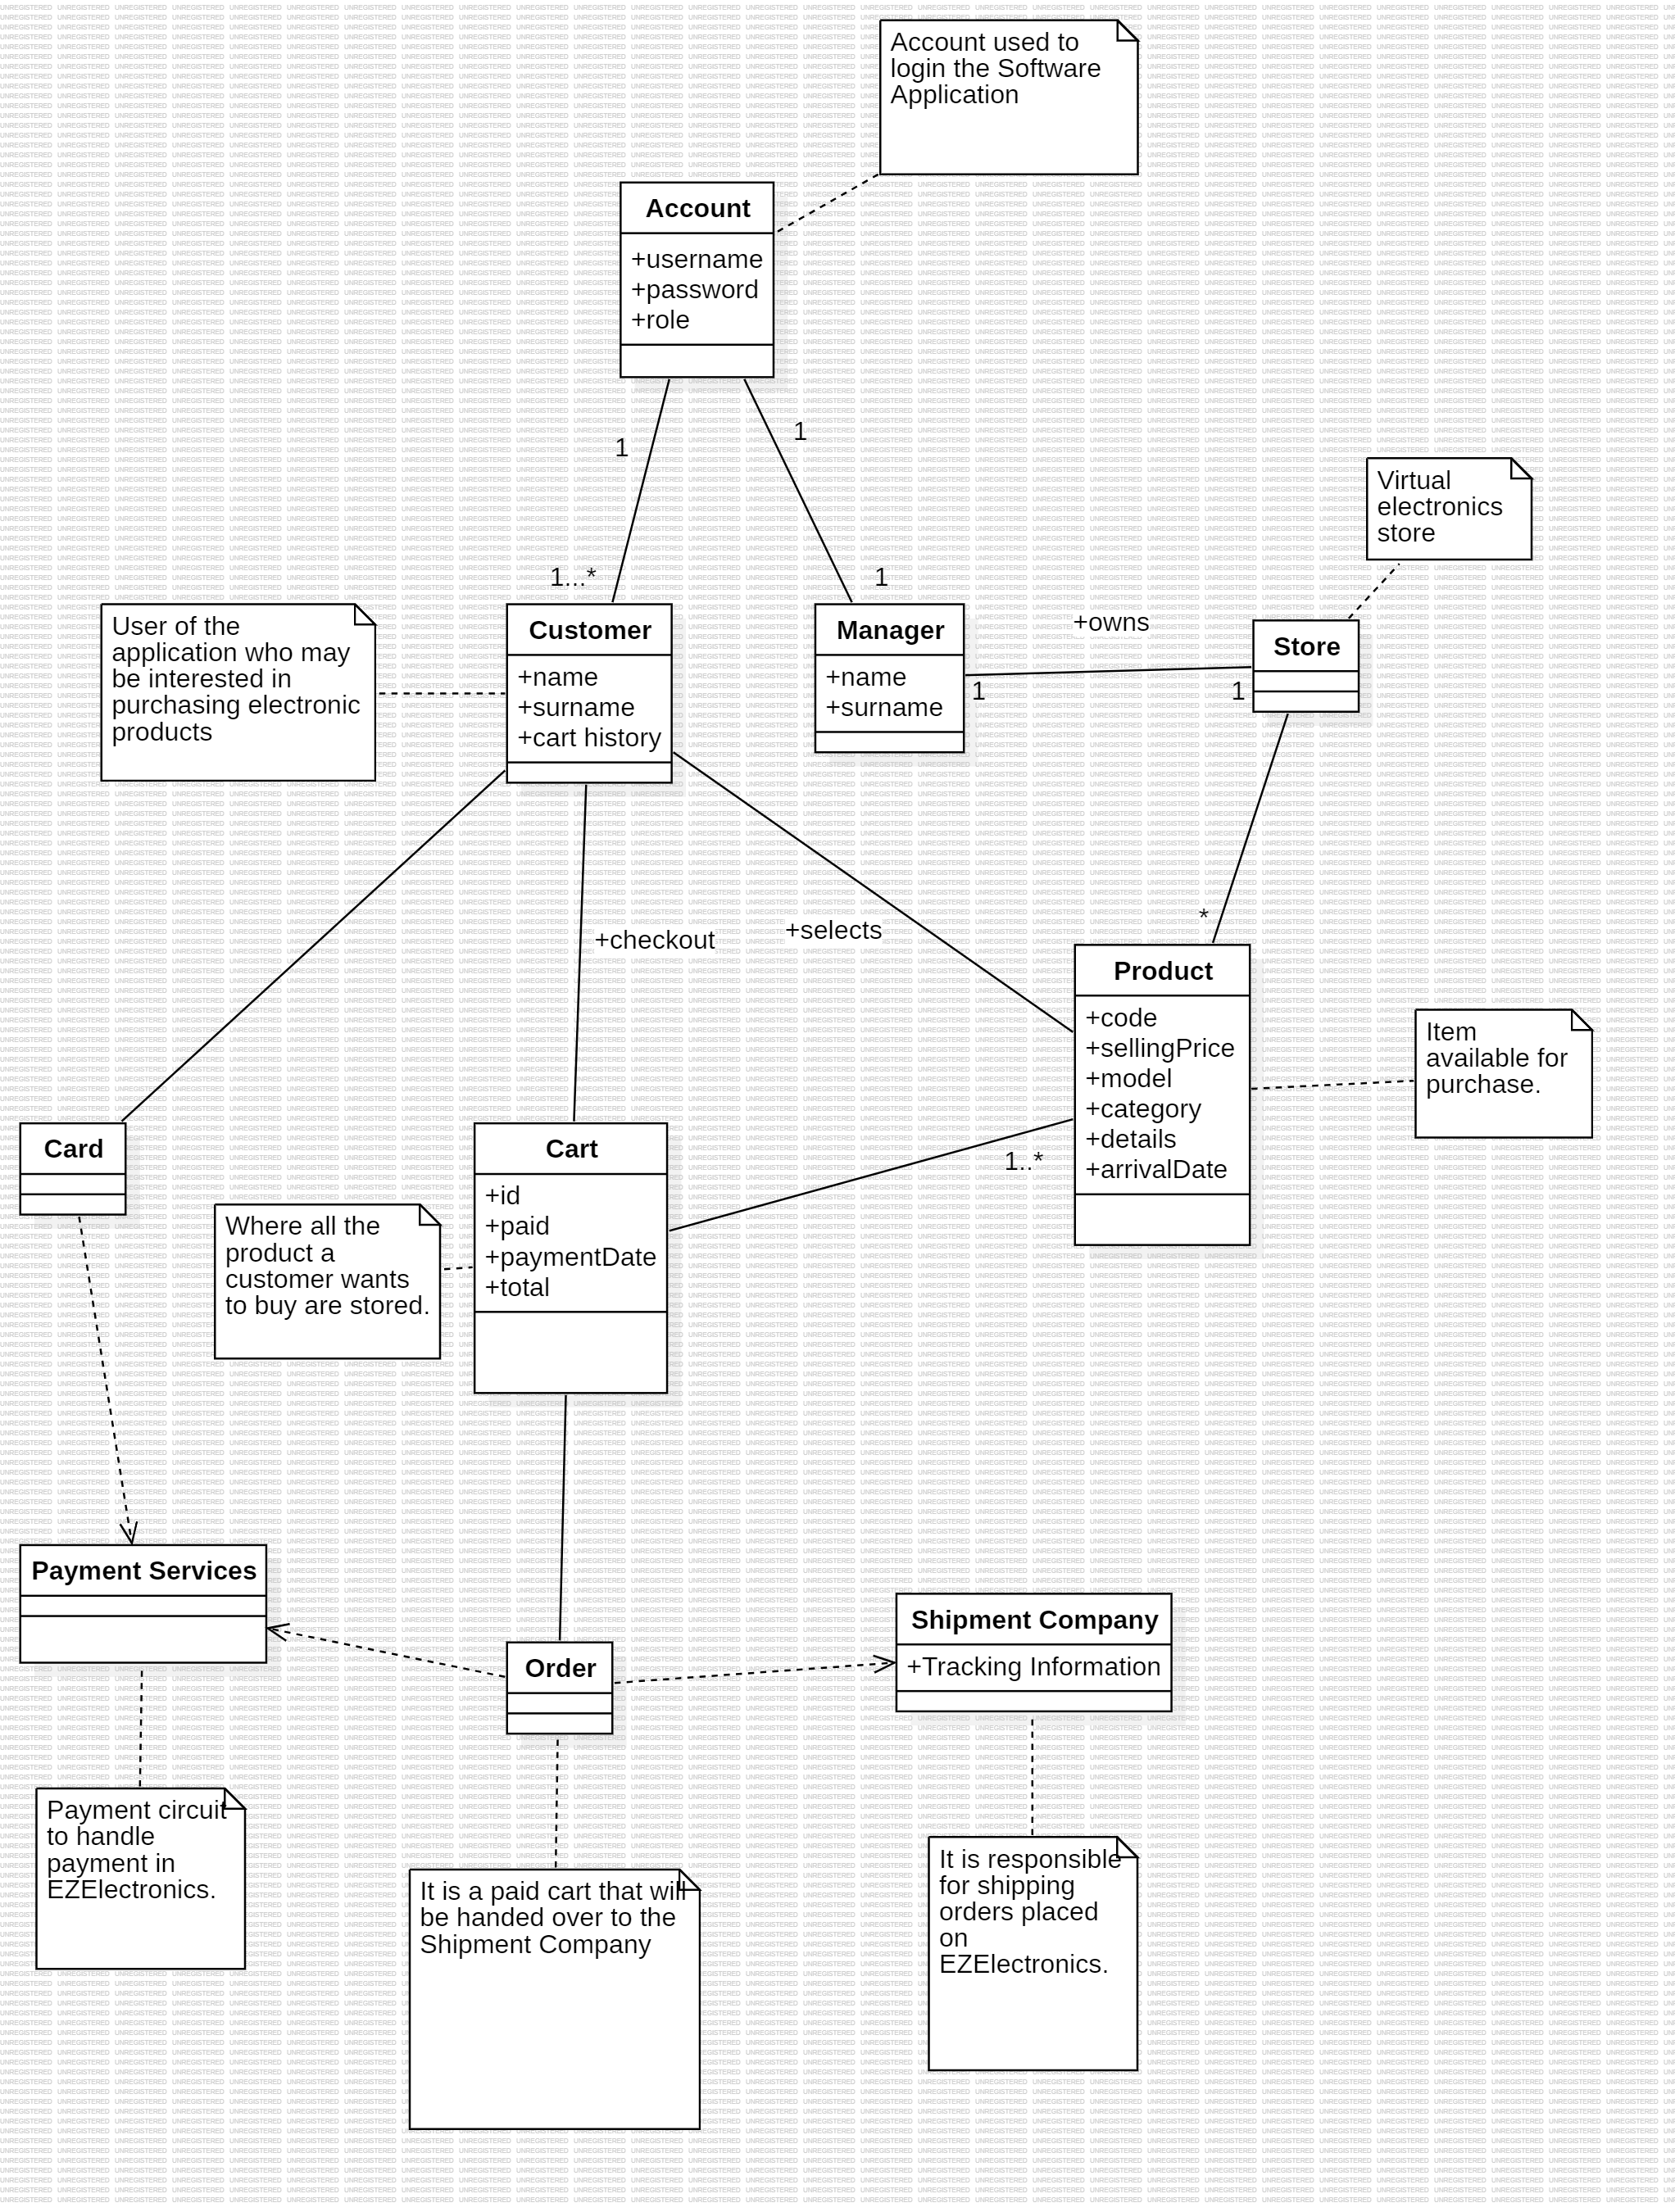 Account used to
login the Software
Application
Account
+username
+password
+role
1
1
1...*
1
Virtual
electronics
store
User of the
application who may
be interested in
purchasing electronic
products
Customer
+name
+surname
+cart history
Manager
+name
+surname
+owns
1
1
Store
+checkout
+selects
*
Product
+code
+sellingPrice
+model
+category
+details
+arrivalDate
Item
available for
purchase.
1..*
Card
Cart
+id
+paid
+paymentDate
+total
Where all the
product a
customer wants
to buy are stored.
Payment Services
Order
Shipment Company
+Tracking Information
Payment circuit
to handle
payment in
EZElectronics.
It is a paid cart that will
be handed over to the
Shipment Company
It is responsible
for shipping
orders placed
on
EZElectronics.
UNREGISTERED